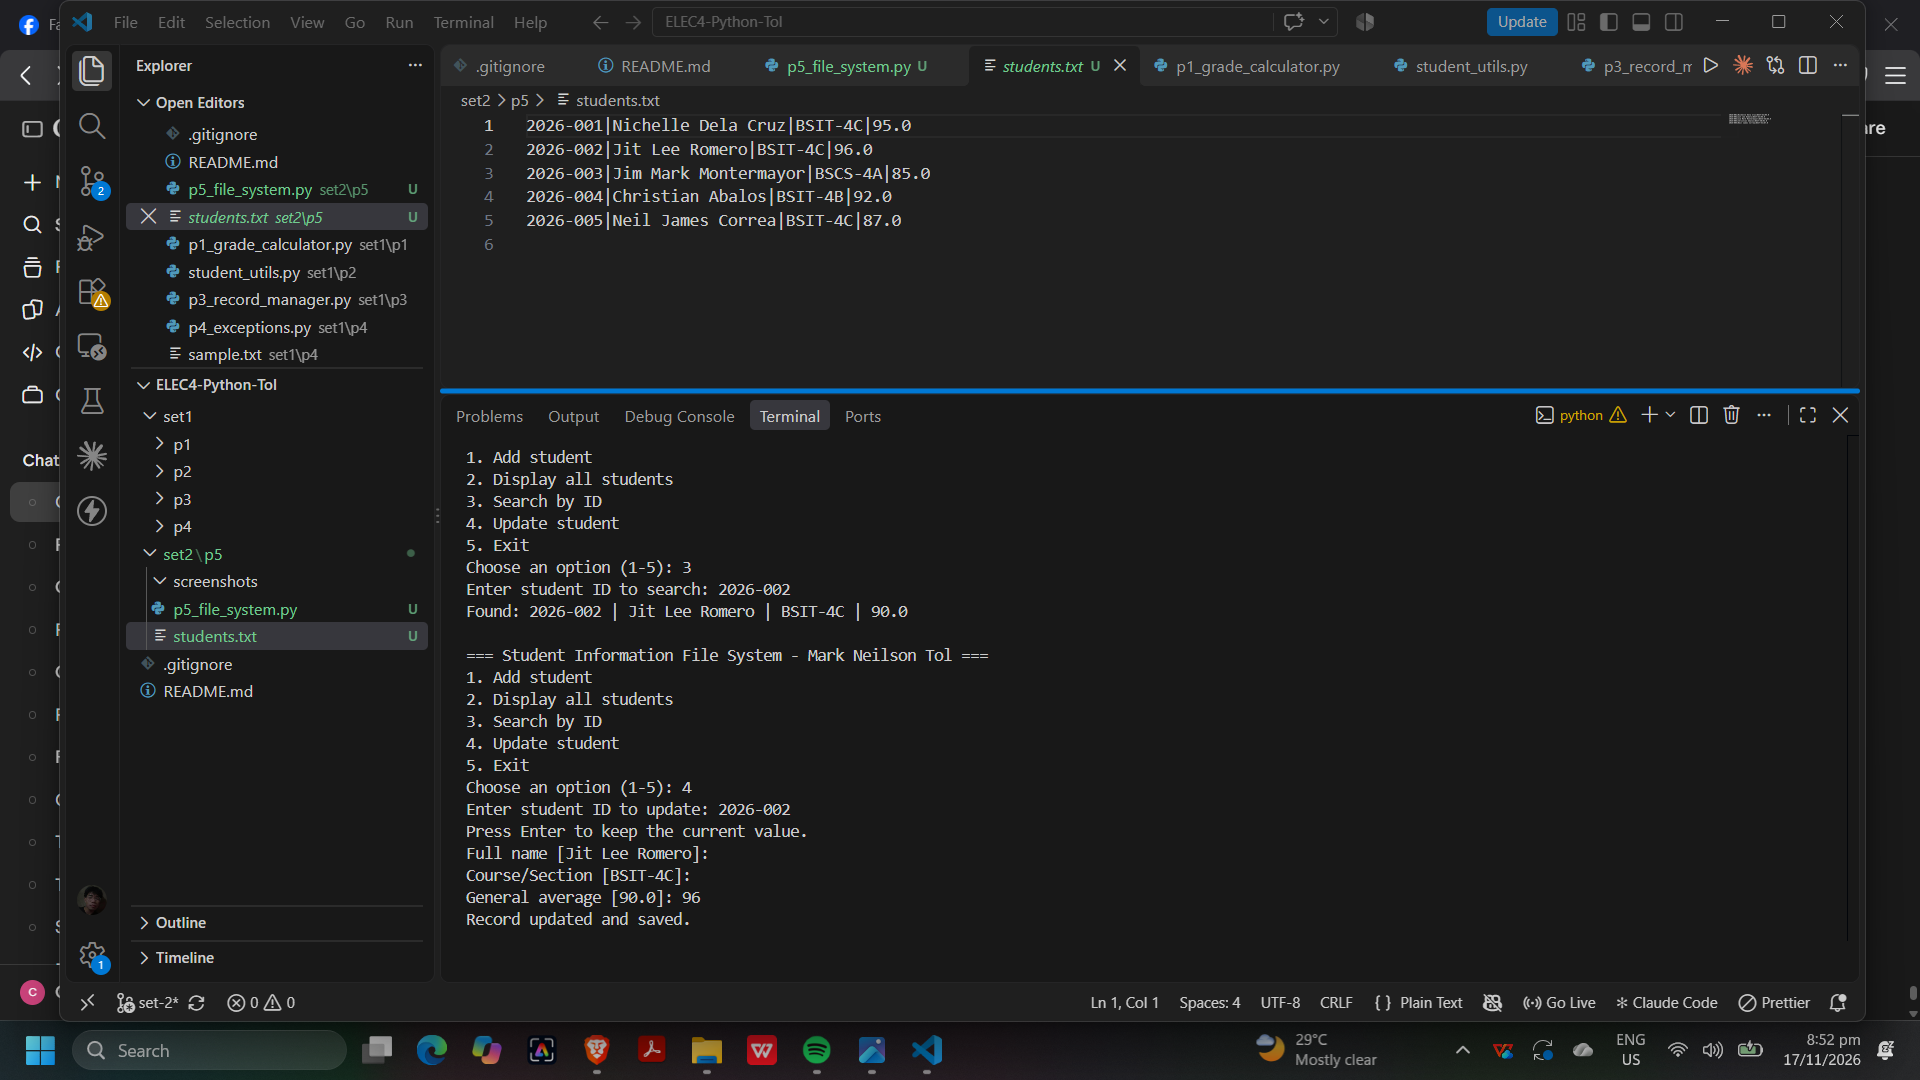 File Edit Selection View Go Run Terminal Help
ELEC4-Python-Tol
Update
Explorer
Open Editors
.gitignore
README.md
p5_file_system.py set2\p5 U
students.txt set2\p5 U
p1_grade_calculator.py set1\p1
student_utils.py set1\p2
p3_record_manager.py set1\p3
p4_exceptions.py set1\p4
sample.txt set1\p4
ELEC4-Python-Tol
set1
p1
p2
p3
p4
set2\p5
screenshots
p5_file_system.py U
students.txt U
.gitignore
README.md
Outline
Timeline
Chat
.gitignore README.md p5_file_system.py U students.txt U p1_grade_calculator.py student_utils.py p3_record_m
set2 > p5 > students.txt
1 2026-001|Nichelle Dela Cruz|BSIT-4C|95.0
2 2026-002|Jit Lee Romero|BSIT-4C|96.0
3 2026-003|Jim Mark Montermayor|BSCS-4A|85.0
4 2026-004|Christian Abalos|BSIT-4B|92.0
5 2026-005|Neil James Correa|BSIT-4C|87.0
6
Problems Output Debug Console Terminal Ports
python
1. Add student
2. Display all students
3. Search by ID
4. Update student
5. Exit
Choose an option (1-5): 3
Enter student ID to search: 2026-002
Found: 2026-002 | Jit Lee Romero | BSIT-4C | 90.0
=== Student Information File System - Mark Neilson Tol ===
1. Add student
2. Display all students
3. Search by ID
4. Update student
5. Exit
Choose an option (1-5): 4
Enter student ID to update: 2026-002
Press Enter to keep the current value.
Full name [Jit Lee Romero]:
Course/Section [BSIT-4C]:
General average [90.0]: 96
Record updated and saved.
set-2* 0 0
Ln 1, Col 1 Spaces: 4 UTF-8 CRLF {} Plain Text Go Live Claude Code Prettier
Search
29°C
Mostly clear
ENG
US
8:52 pm
17/11/2026